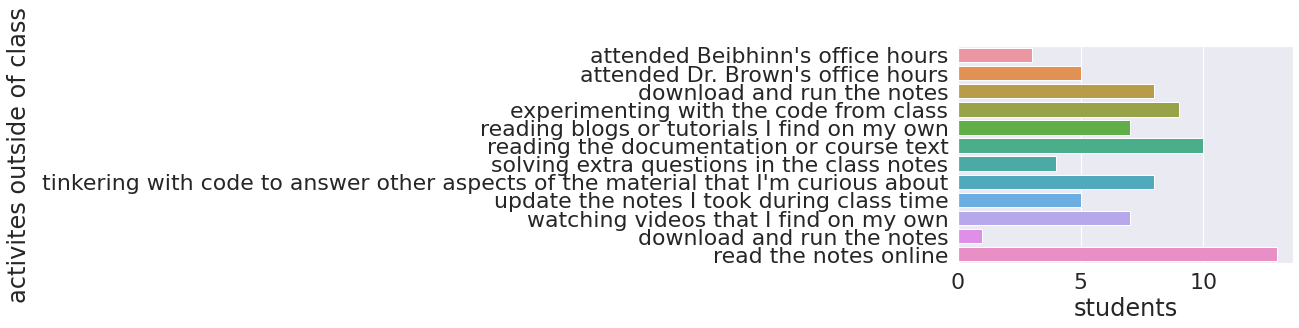 activites outside of class
attended Beibhinn's office hours
attended Dr. Brown's office hours
download and run the notes
experimenting with the code from class
reading blogs or tutorials I find on my own
reading the documentation or course text
solving extra questions in the class notes
tinkering with code to answer other aspects of the material that I'm curious about
update the notes I took during class time
watching videos that I find on my own
download and run the notes
read the notes online
0 5 10
students